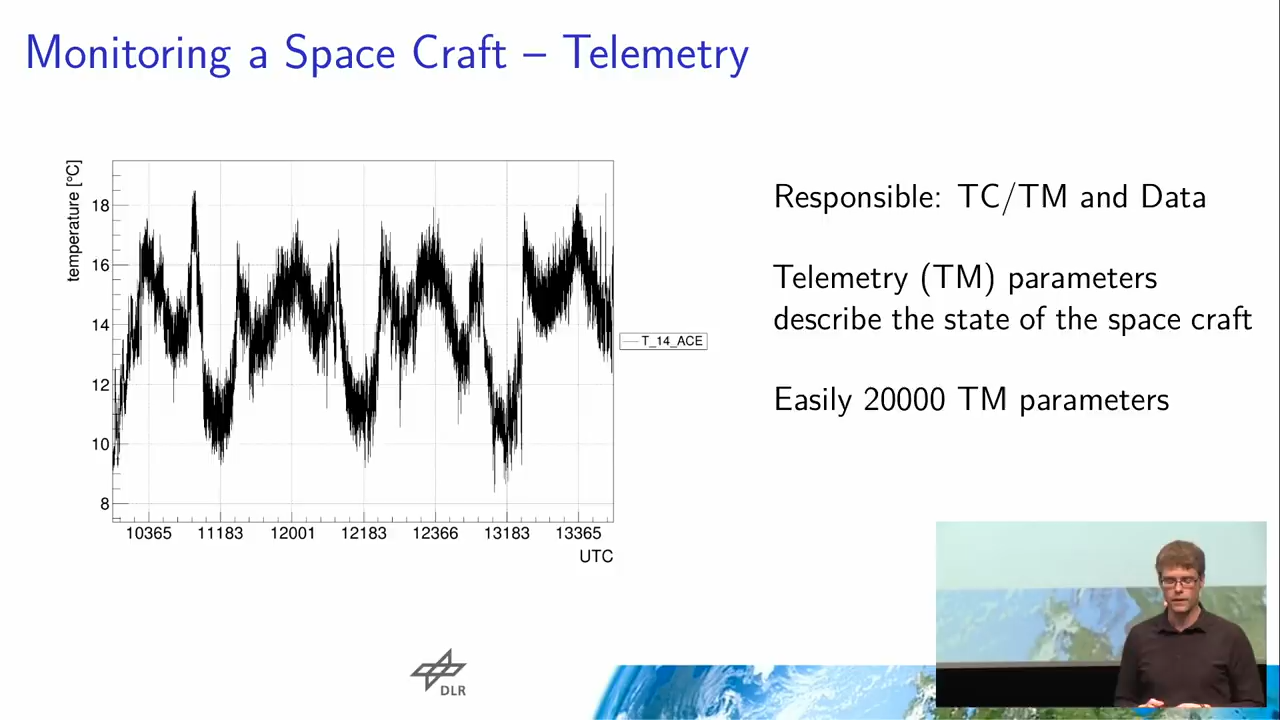 Monitoring a Space Craft – Telemetry
temperature [°C]
18
16
14
12
10
8
10365 11183 12001 12183 12366 13183 13365
UTC
T_14_ACE
Responsible: TC/TM and Data
Telemetry (TM) parameters
describe the state of the space craft
Easily 20000 TM parameters
DLR